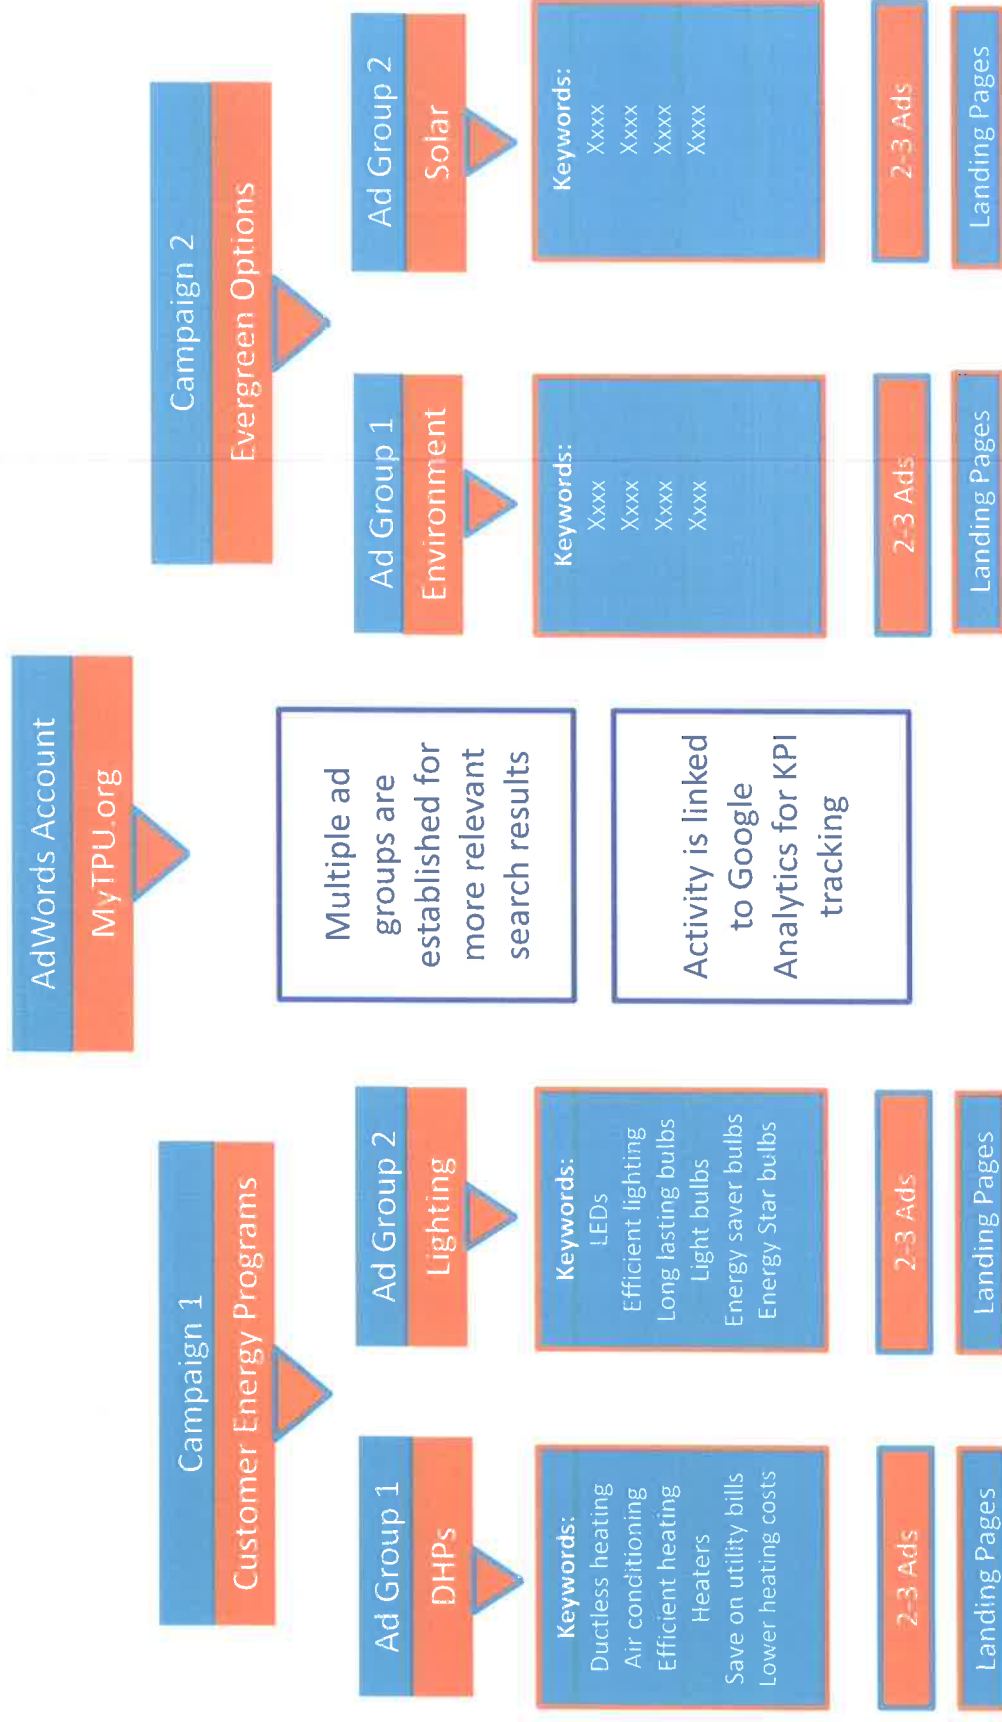 AdWords Account
MyTPU.org
Campaign 1
Customer Energy Programs
Campaign 2
Evergreen Options
Ad Group 1
DHPs
Ad Group 2
Lighting
Ad Group 1
Environment
Ad Group 2
Solar
Multiple ad
groups are
established for
more relevant
search results
Activity is linked
to Google
Analytics for KPI
tracking
Keywords:
Ductless heating
Air conditioning
Efficient heating
Heaters
Save on utility bills
Lower heating costs
Keywords:
LEDs
Efficient lighting
Long lasting bulbs
Light bulbs
Energy saver bulbs
Energy Star bulbs
Keywords:
Xxxx
Xxxx
Xxxx
Xxxx
Keywords:
Xxxx
Xxxx
Xxxx
Xxxx
2-3 Ads
2-3 Ads
2-3 Ads
2-3 Ads
Landing Pages
Landing Pages
Landing Pages
Landing Pages